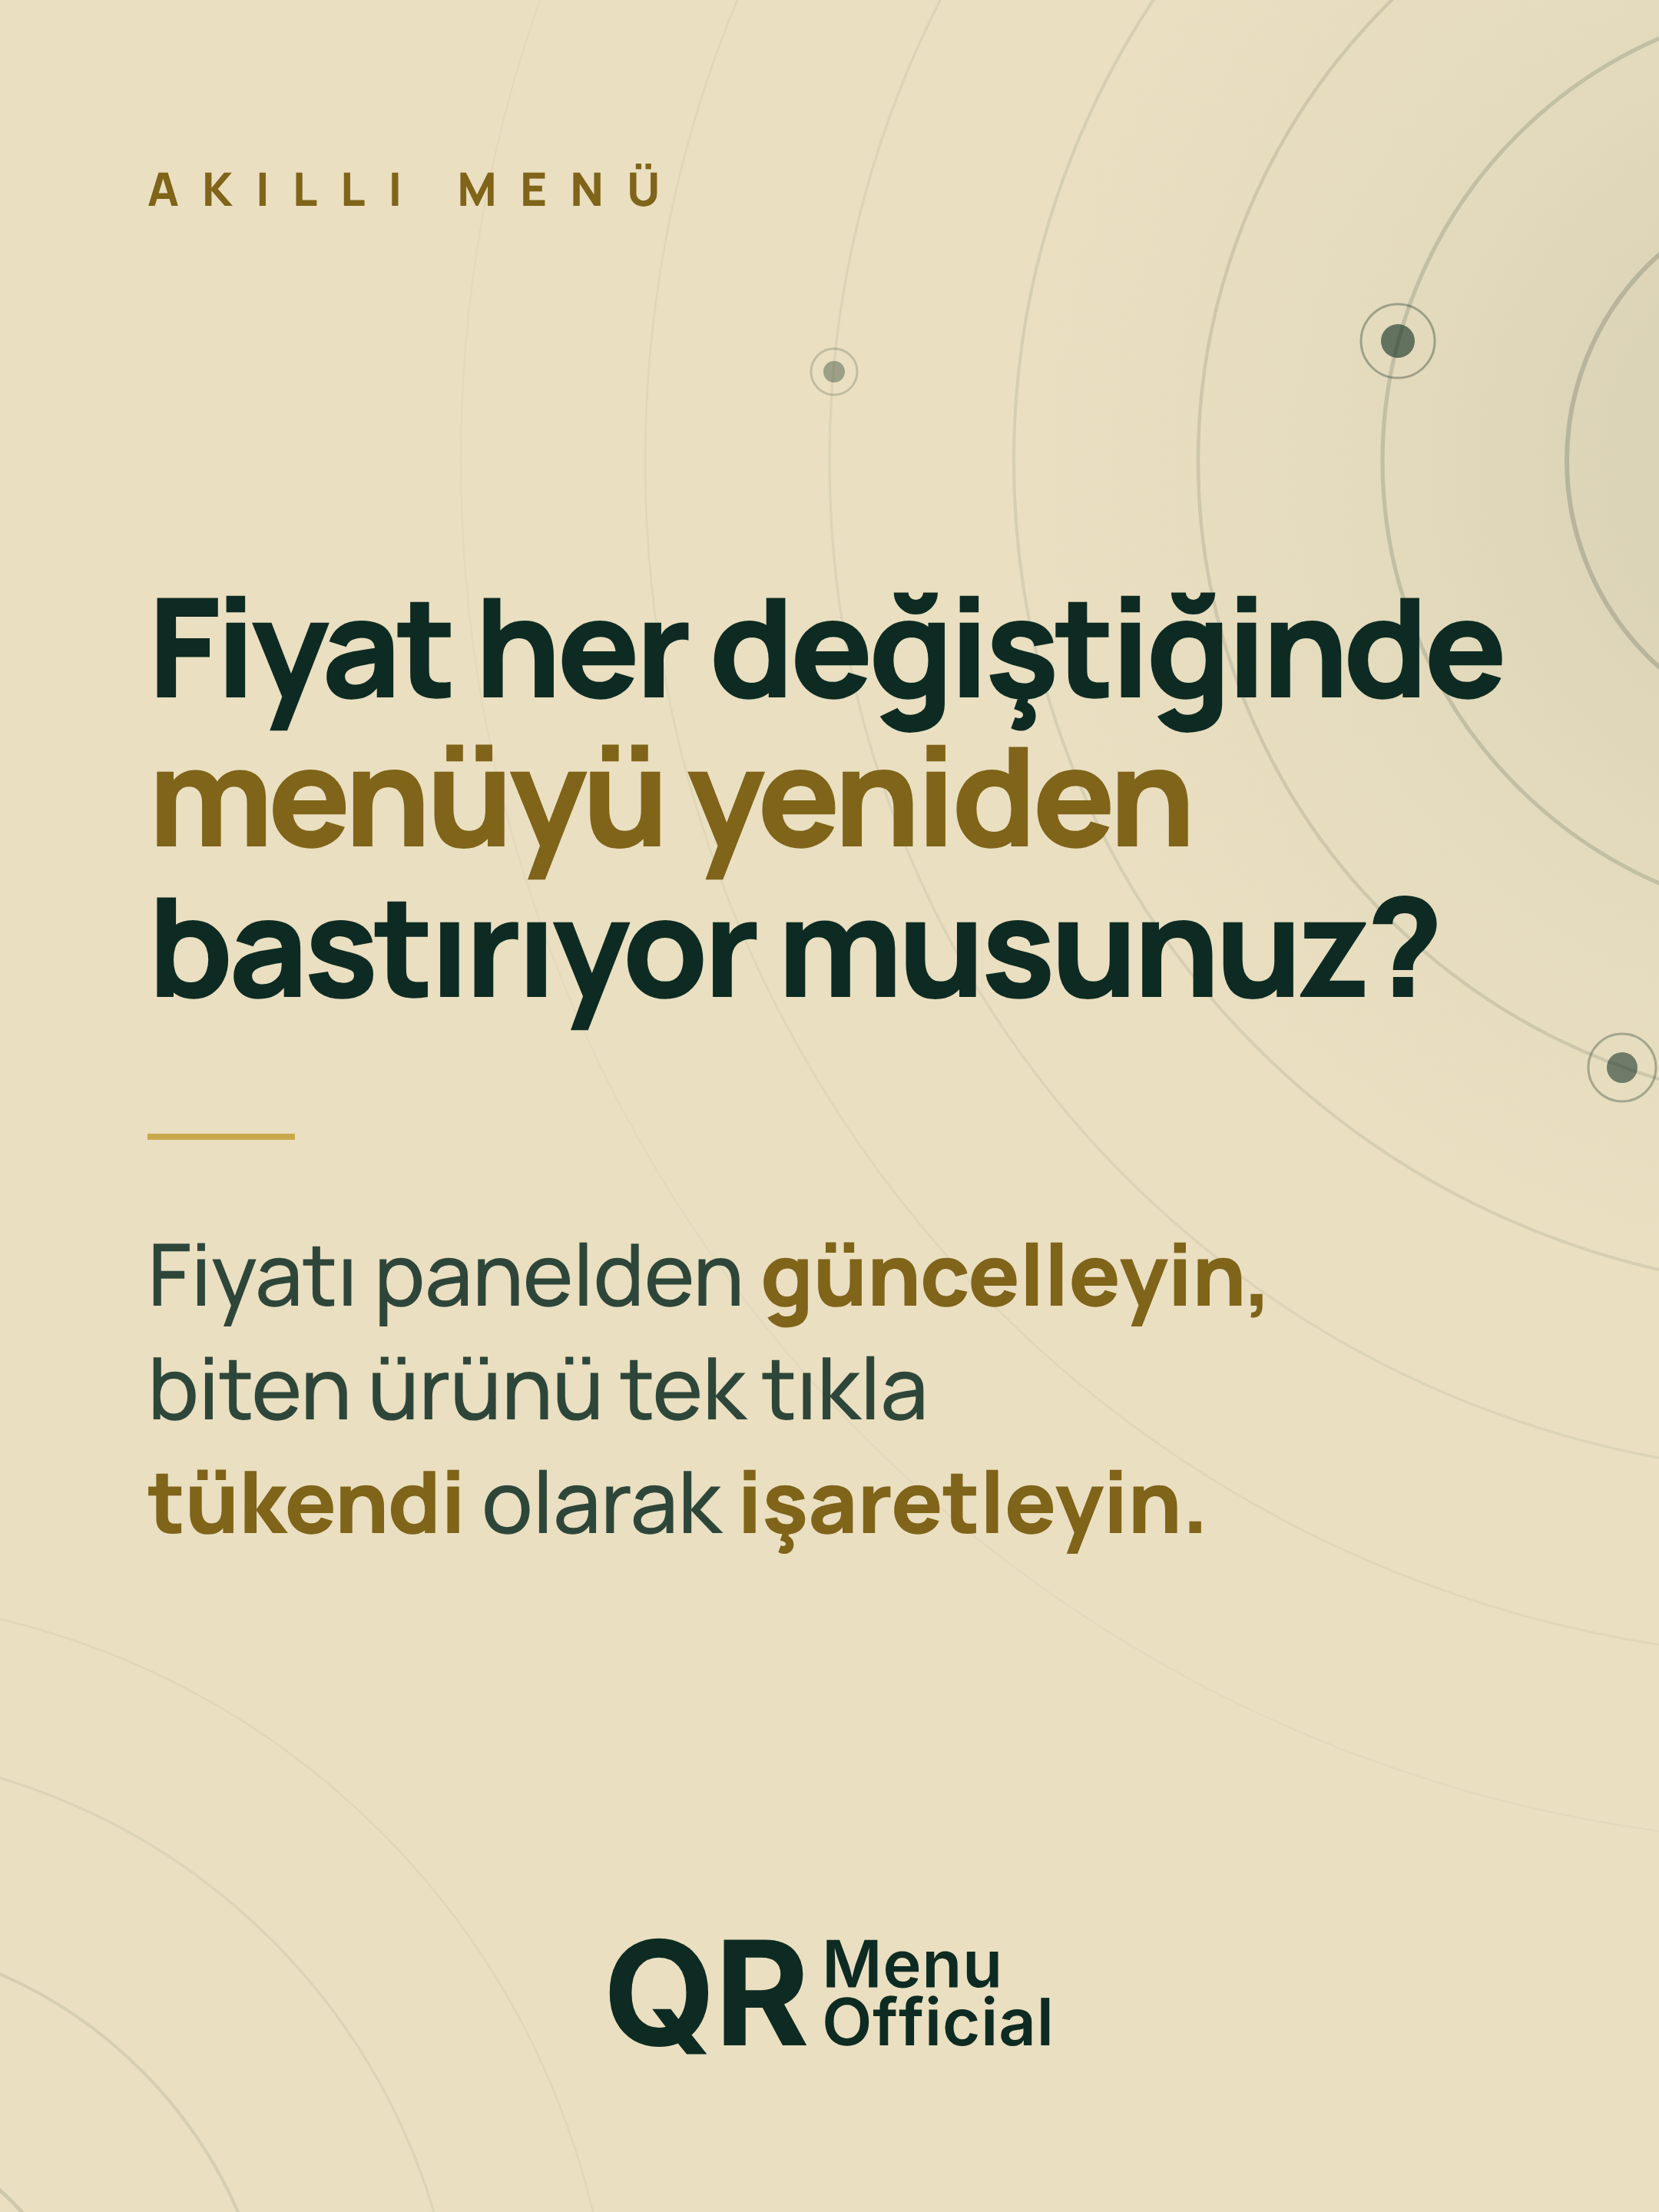 AKILLI MENÜ
Fiyat her değiştiğinde
menüyü yeniden
bastırıyor musunuz?
Fiyatı panelden güncelleyin,
biten ürünü tek tıkla
tükendi olarak işaretleyin.
QR Menu
Official